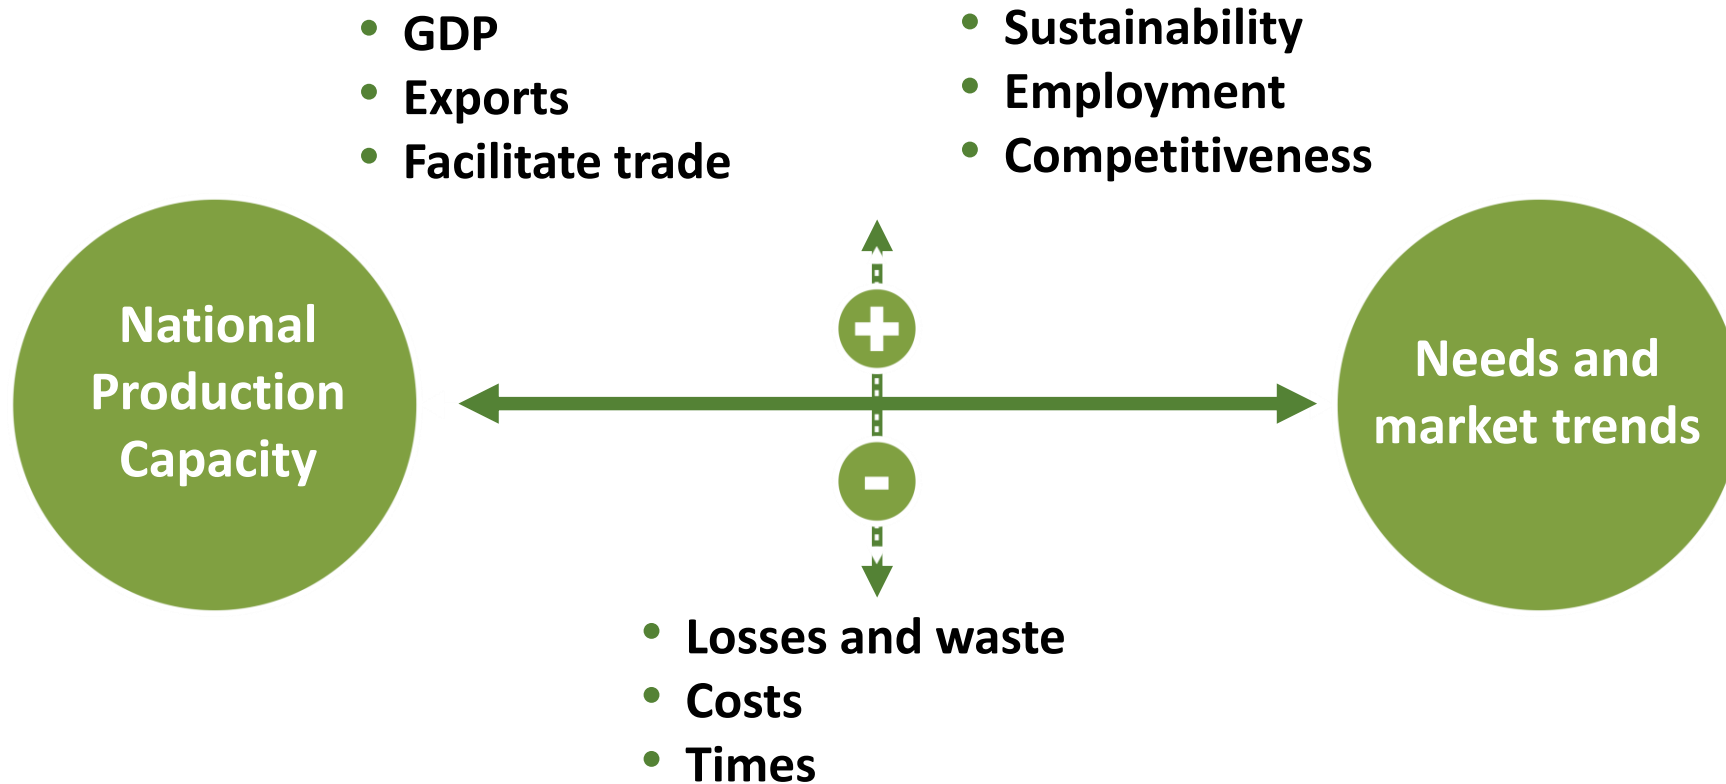 • GDP
• Exports
• Facilitate trade
• Sustainability
• Employment
• Competitiveness
National
Production
Capacity
+
-
Needs and
market trends
• Losses and waste
• Costs
• Times